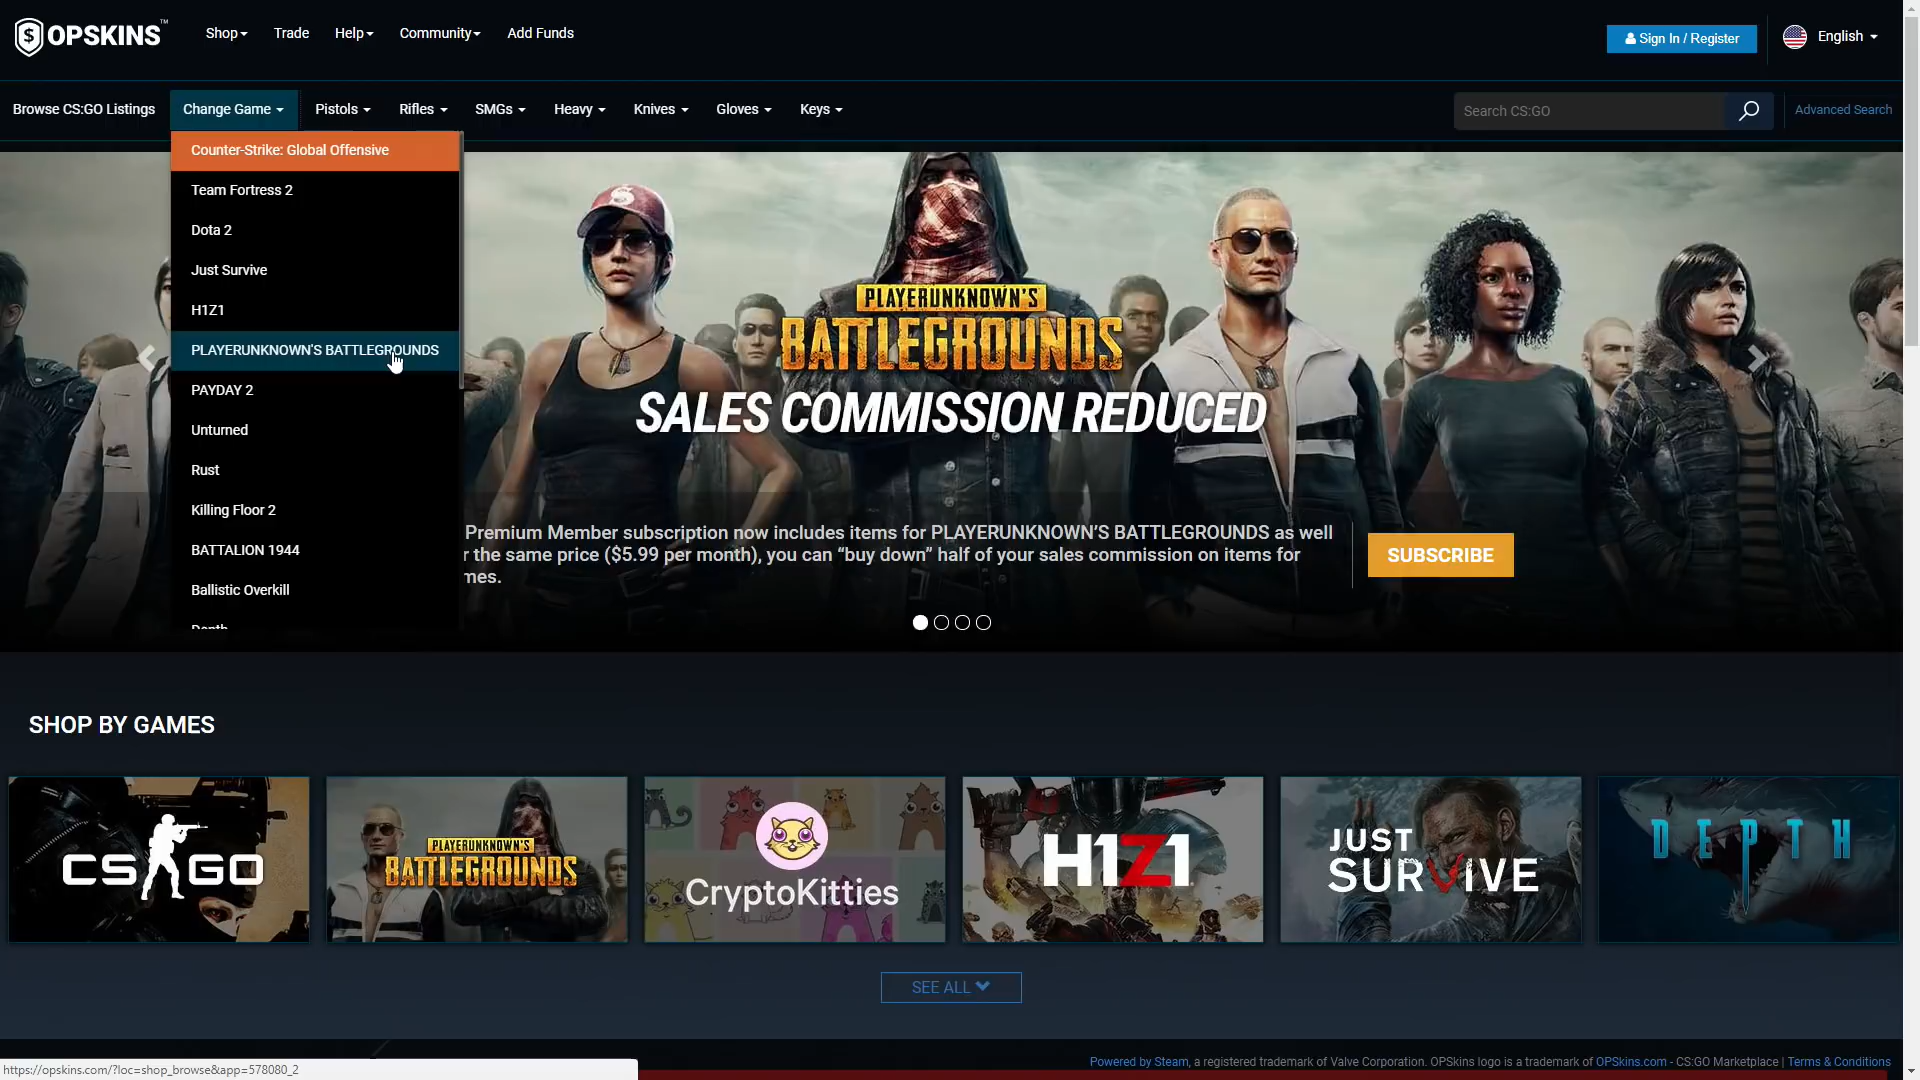 OPSKINS™
Shop
Trade
Help
Community
Add Funds
Sign In / Register
English
Browse CS:GO Listings
Change Game
Pistols
Rifles
SMGs
Heavy
Knives
Gloves
Keys
Search CS:GO
Advanced Search
Counter-Strike: Global Offensive
Team Fortress 2
Dota 2
Just Survive
H1Z1
PLAYERUNKNOWN'S BATTLEGROUNDS
PAYDAY 2
Unturned
Rust
Killing Floor 2
BATTALION 1944
Ballistic Overkill
Depth
PLAYERUNKNOWN'S
BATTLEGROUNDS
SALES COMMISSION REDUCED
Premium Member subscription now includes items for PLAYERUNKNOWN'S BATTLEGROUNDS as well
r the same price ($5.99 per month), you can “buy down” half of your sales commission on items for
mes.
SUBSCRIBE
SHOP BY GAMES
CS GO
PLAYERUNKNOWN'S
BATTLEGROUNDS
CryptoKitties
H1Z1
JUST
SURVIVE
DEPTH
SEE ALL
Powered by Steam, a registered trademark of Valve Corporation. OPSkins logo is a trademark of OPSkins.com - CS:GO Marketplace | Terms & Conditions
https://opskins.com/?loc=shop_browse&app=578080_2